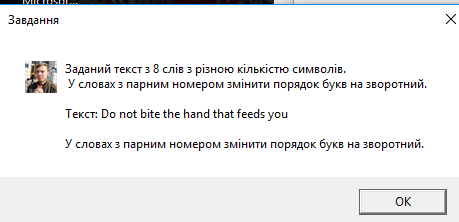 Microsof...
Завдання
Заданий текст з 8 слів з різною кількістю символів.
У словах з парним номером змінити порядок букв на зворотний.
Текст: Do not bite the hand that feeds you
У словах з парним номером змінити порядок букв на зворотний.
OK